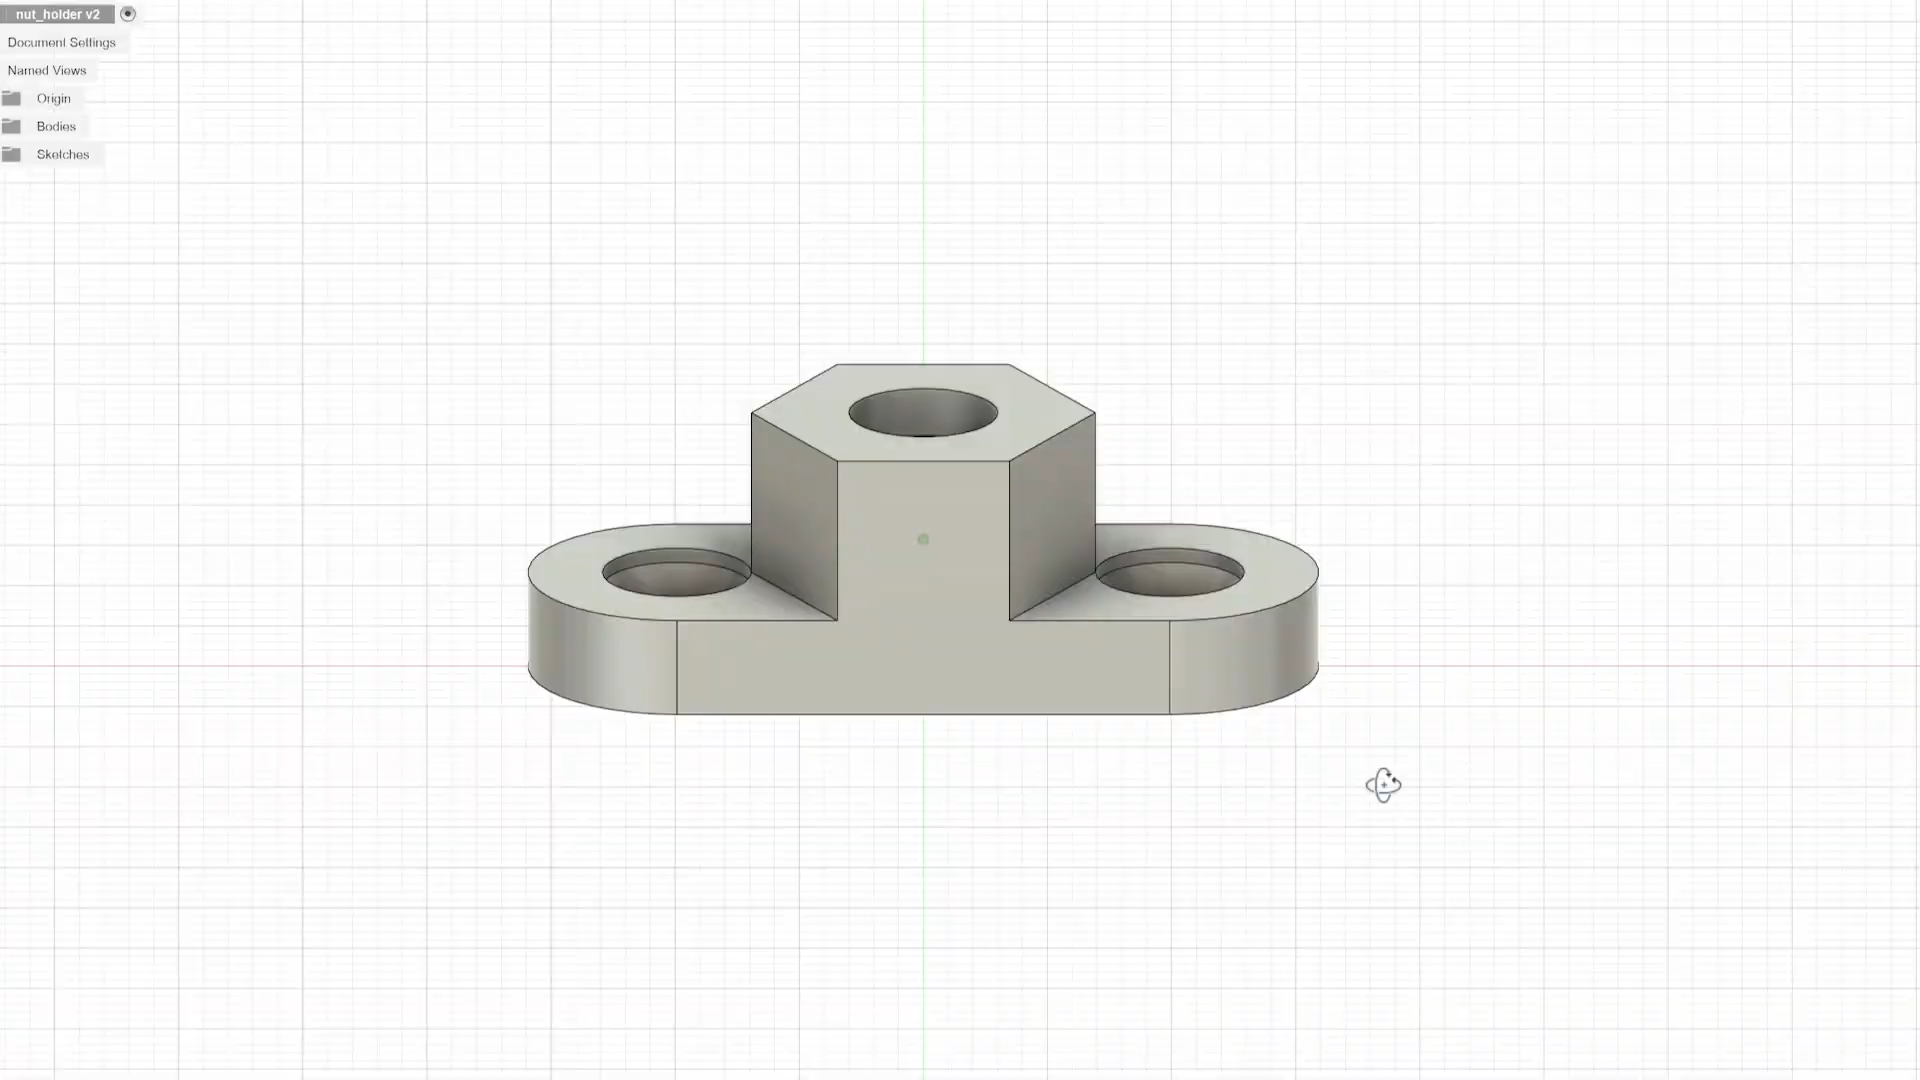 nut_holder v2
Document Settings
Named Views
Origin
Bodies
Sketches